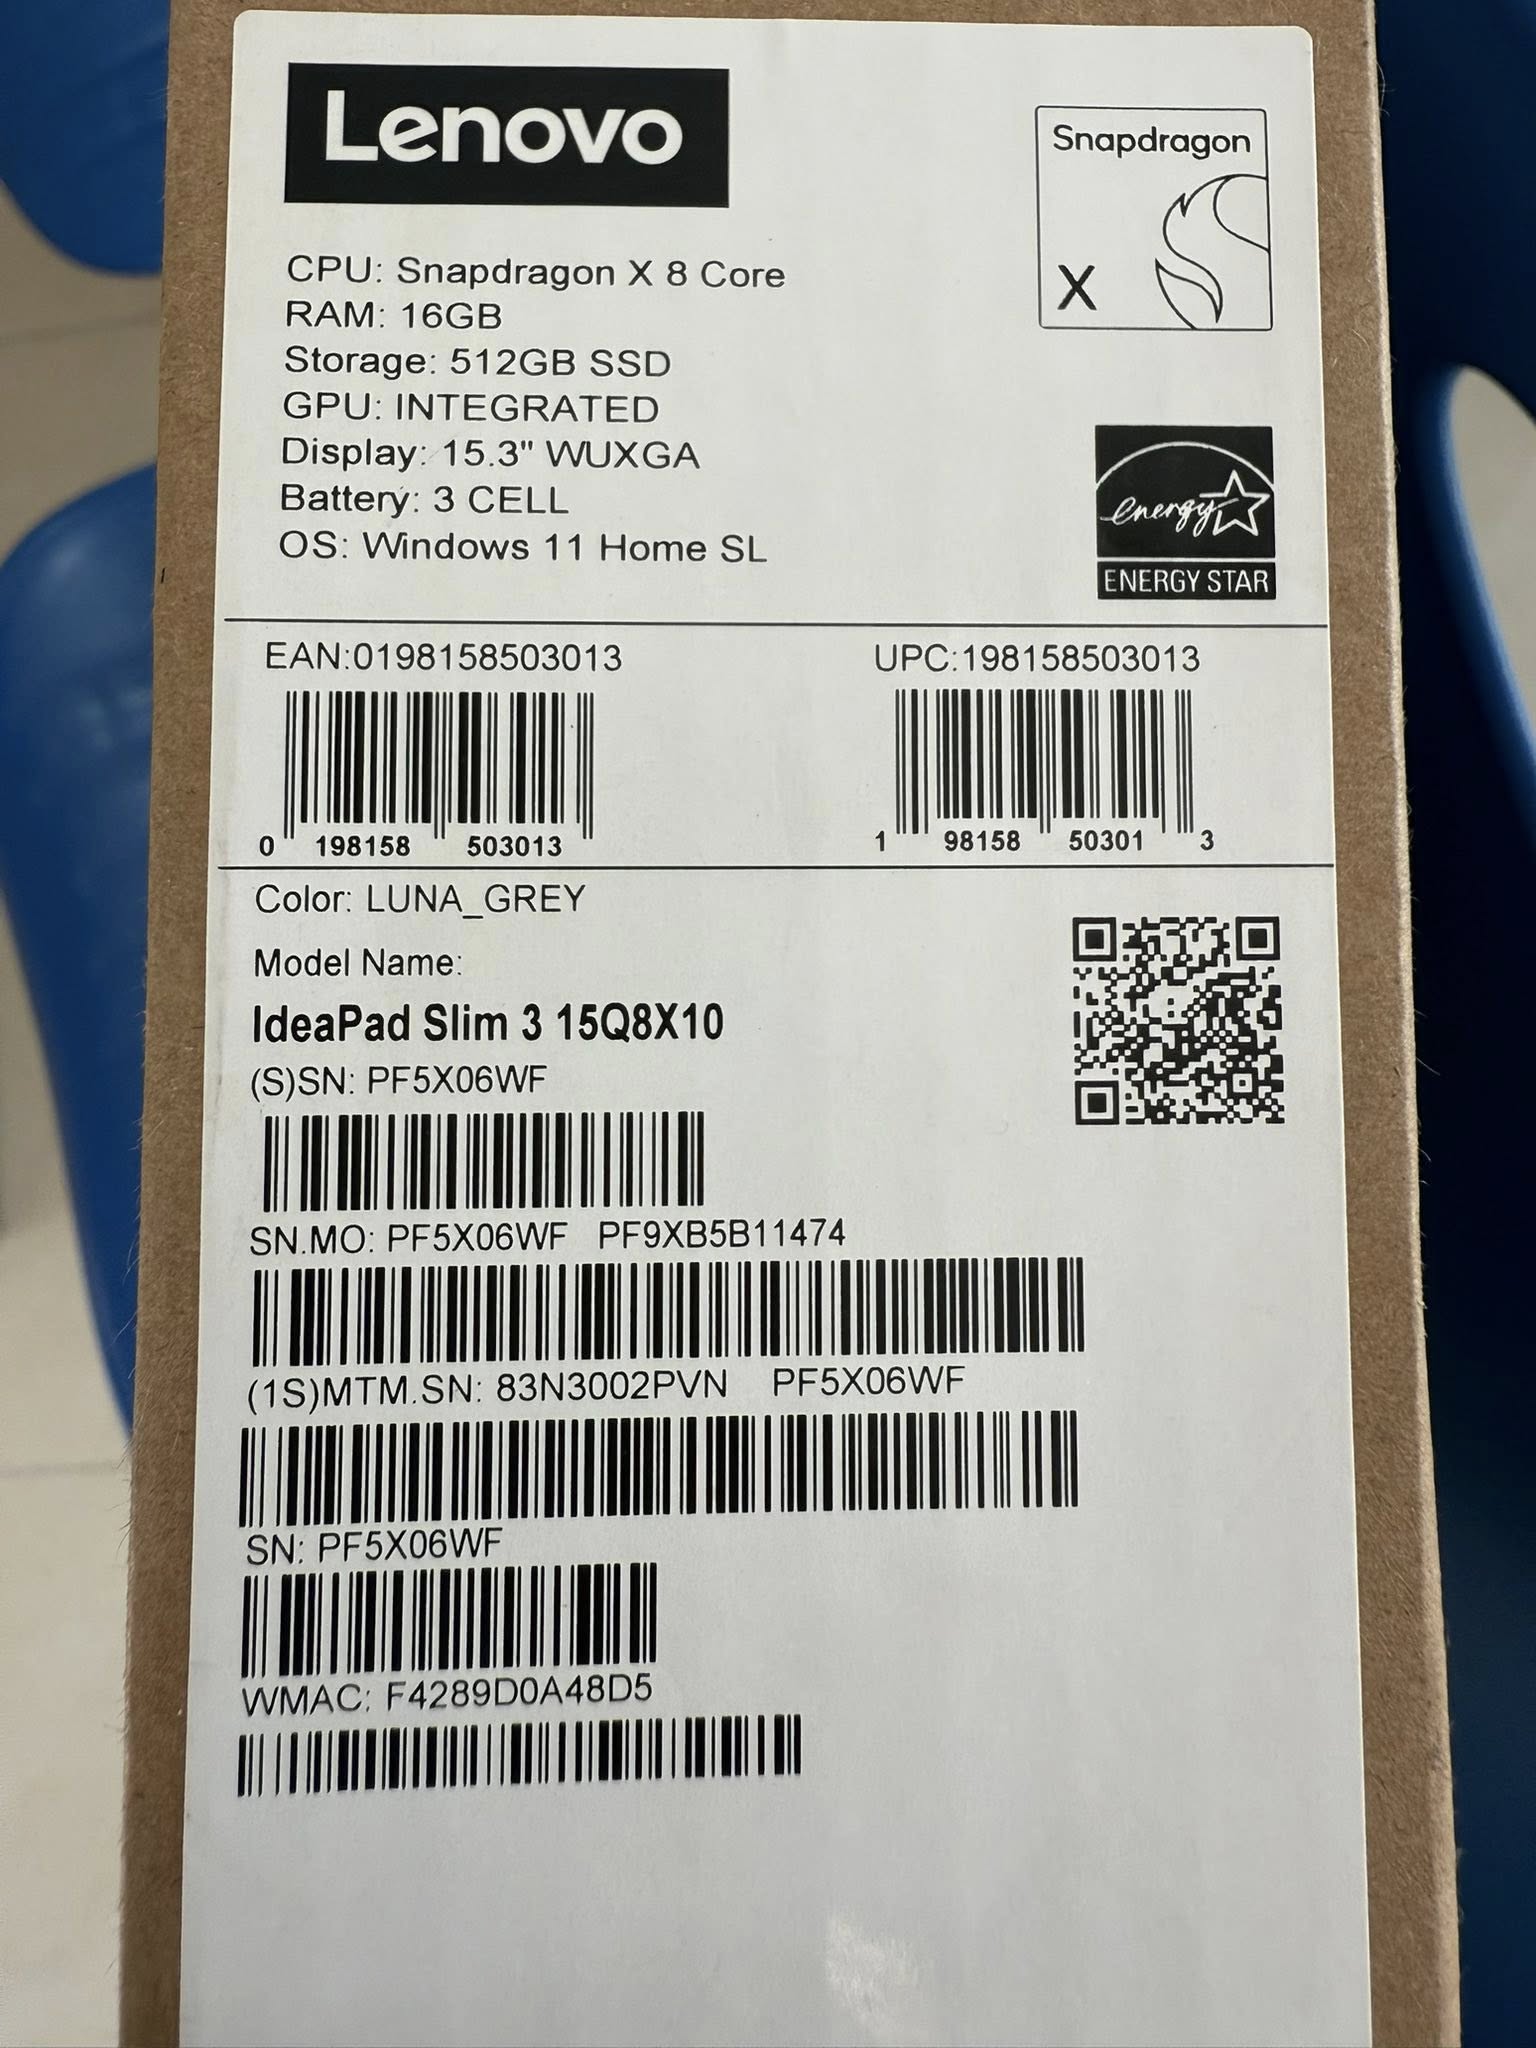 Lenovo
Snapdragon
X
CPU: Snapdragon X 8 Core
RAM: 16GB
Storage: 512GB SSD
GPU: INTEGRATED
Display: 15.3" WUXGA
Battery: 3 CELL
OS: Windows 11 Home SL
energy
ENERGY STAR
EAN:0198158503013
UPC:198158503013
0 198158 503013
1 98158 50301 3
Color: LUNA_GREY
Model Name:
IdeaPad Slim 3 15Q8X10
(S)SN: PF5X06WF
SN.MO: PF5X06WF PF9XB5B11474
(1S)MTM.SN: 83N3002PVN PF5X06WF
SN: PF5X06WF
WMAC: F4289D0A48D5